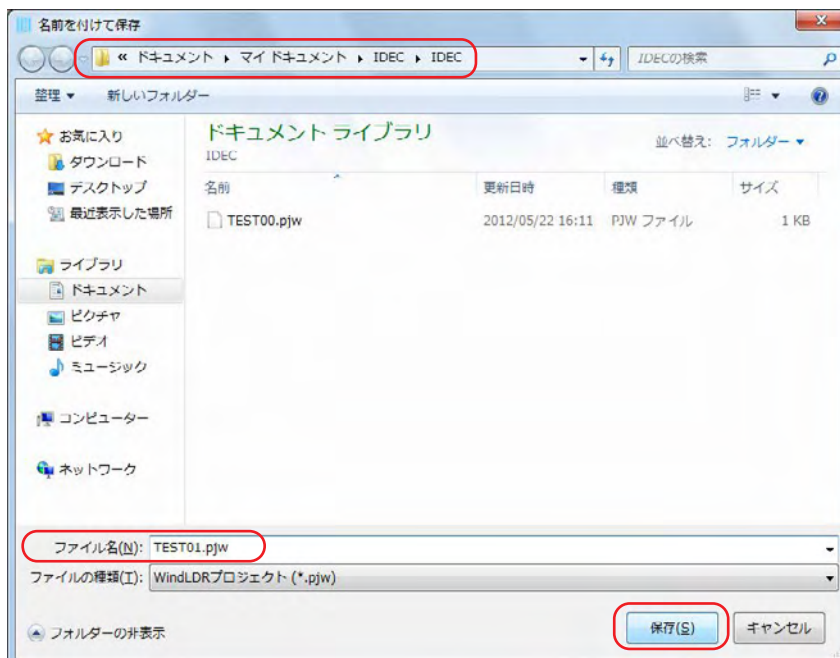 名前を付けて保存
« ドキュメント ▸ マイ ドキュメント ▸ IDEC ▸ IDEC
IDECの検索
整理 ▼ 新しいフォルダー
お気に入り
ダウンロード
デスクトップ
最近表示した場所
ライブラリ
ドキュメント
ピクチャ
ビデオ
ミュージック
コンピューター
ネットワーク
ドキュメント ライブラリ
IDEC
並べ替え: フォルダー ▼
名前 更新日時 種類 サイズ
TEST00.pjw 2012/05/22 16:11 PJW ファイル 1 KB
ファイル名(N): TEST01.pjw
ファイルの種類(T): WindLDRプロジェクト (*.pjw)
フォルダーの非表示
保存(S) キャンセル